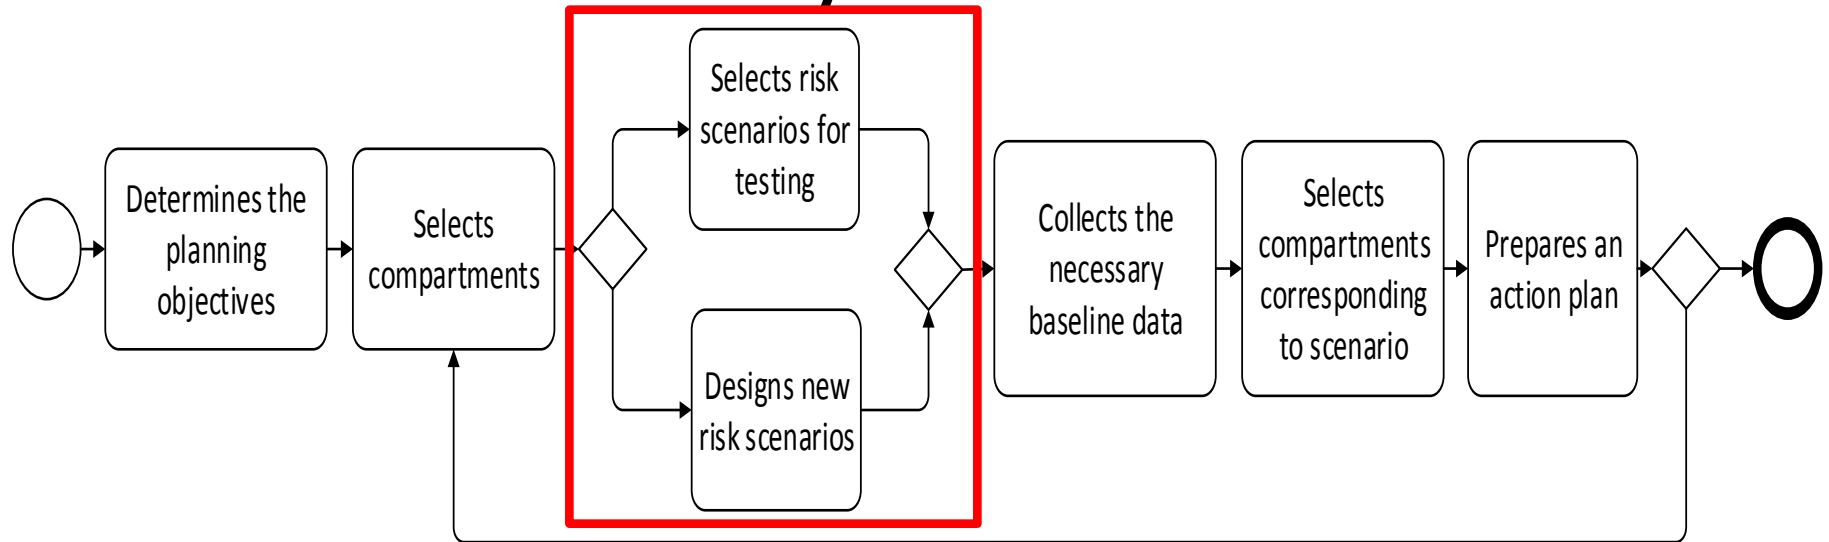 Determines the
planning
objectives
Selects
compartments
Selects risk
scenarios for
testing
Designs new
risk scenarios
Collects the
necessary
baseline data
Selects
compartments
corresponding
to scenario
Prepares an
action plan